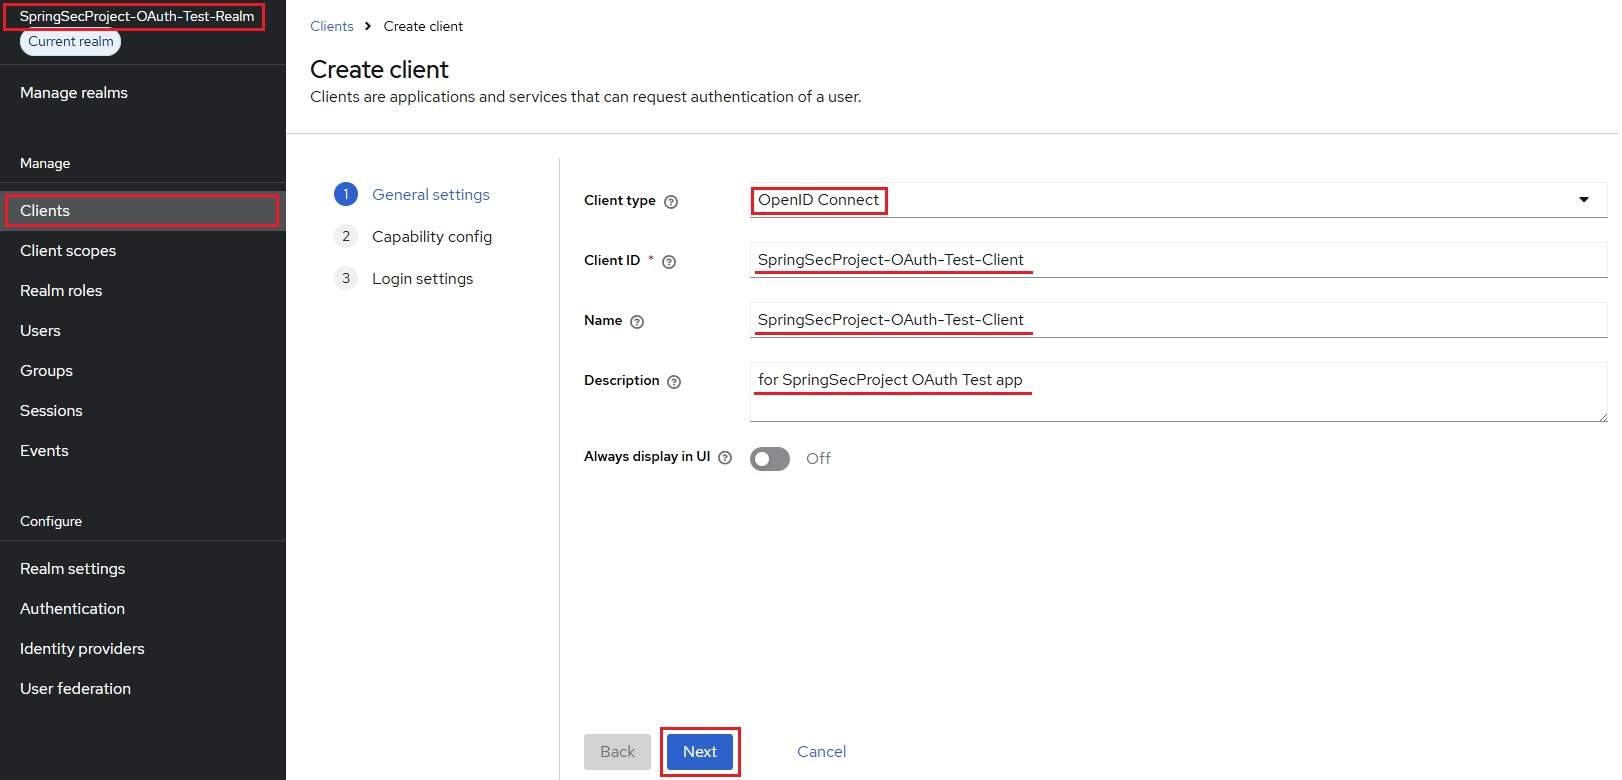 SpringSecProject-OAuth-Test-Realm
Current realm
Manage realms
Manage
Clients
Client scopes
Realm roles
Users
Groups
Sessions
Events
Configure
Realm settings
Authentication
Identity providers
User federation
Clients > Create client
Create client
Clients are applications and services that can request authentication of a user.
1 General settings
2 Capability config
3 Login settings
Client type ? OpenID Connect
Client ID * ? SpringSecProject-OAuth-Test-Client
Name ? SpringSecProject-OAuth-Test-Client
Description ? for SpringSecProject OAuth Test app
Always display in UI ? Off
Back Next Cancel